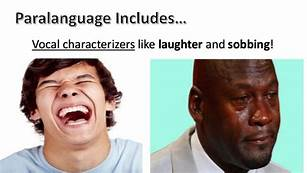 Paralanguage Includes…
Vocal characterizers like laughter and sobbing!